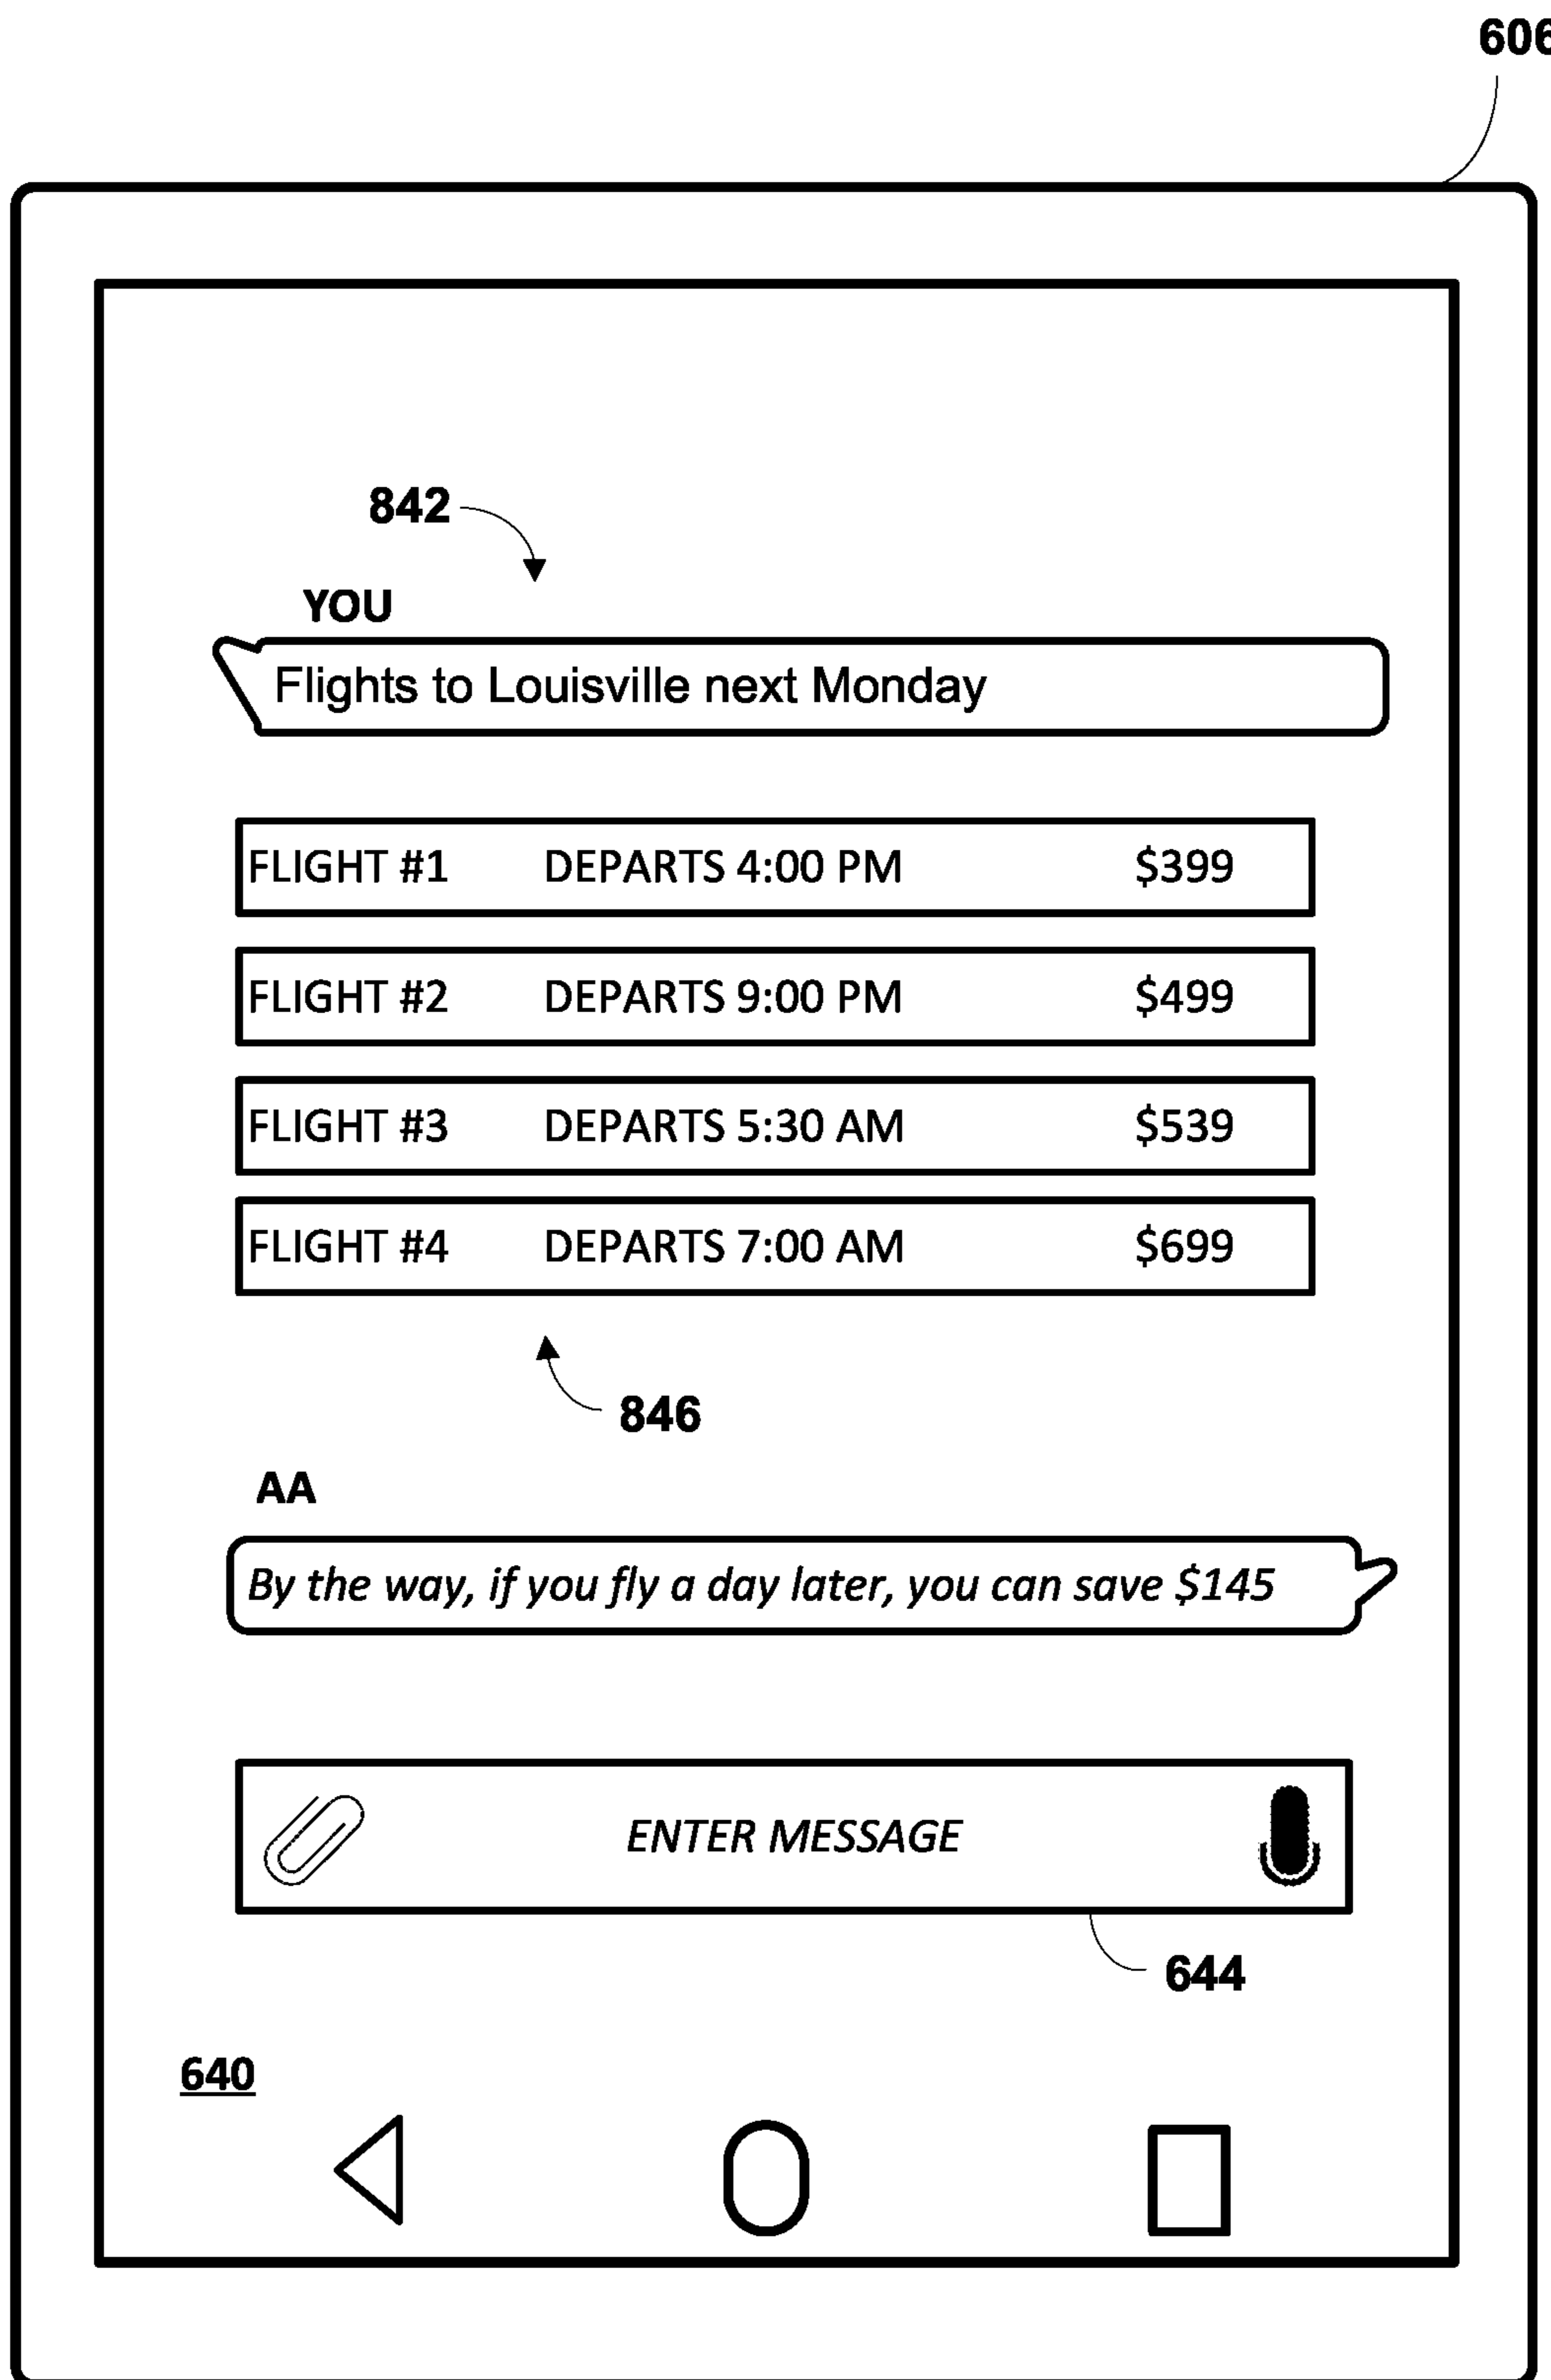 606
842
YOU
Flights to Louisville next Monday
FLIGHT #1 DEPARTS 4:00 PM $399
FLIGHT #2 DEPARTS 9:00 PM $499
FLIGHT #3 DEPARTS 5:30 AM $539
FLIGHT #4 DEPARTS 7:00 AM $699
846
AA
By the way, if you fly a day later, you can save $145
ENTER MESSAGE
644
640